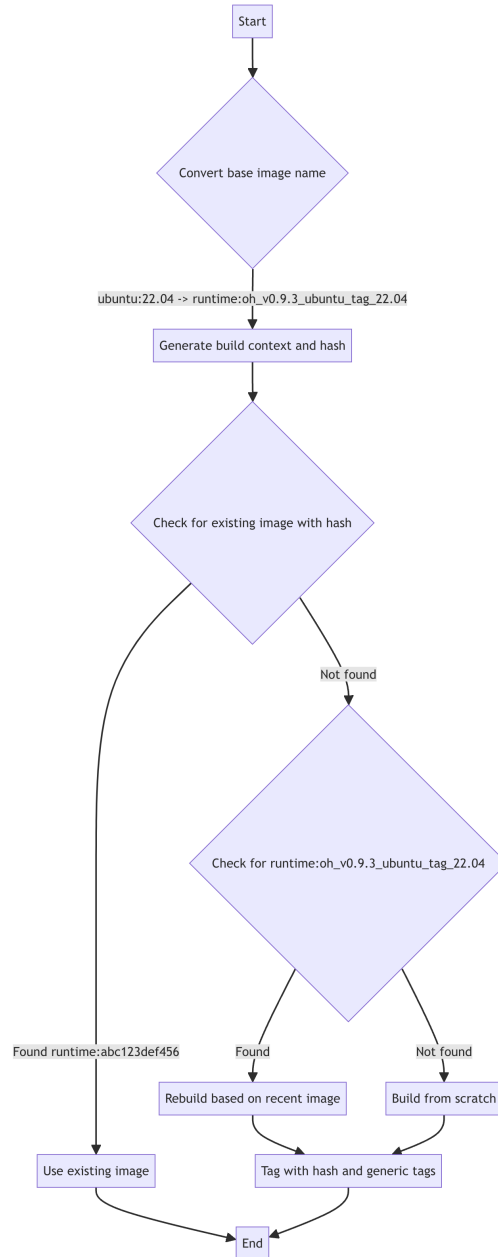 Start
Convert base image name
ubuntu:22.04 -> runtime:oh_v0.9.3_ubuntu_tag_22.04
Generate build context and hash
Check for existing image with hash
Not found
Check for runtime:oh_v0.9.3_ubuntu_tag_22.04
Found runtime:abc123def456
Found
Not found
Rebuild based on recent image
Build from scratch
Use existing image
Tag with hash and generic tags
End